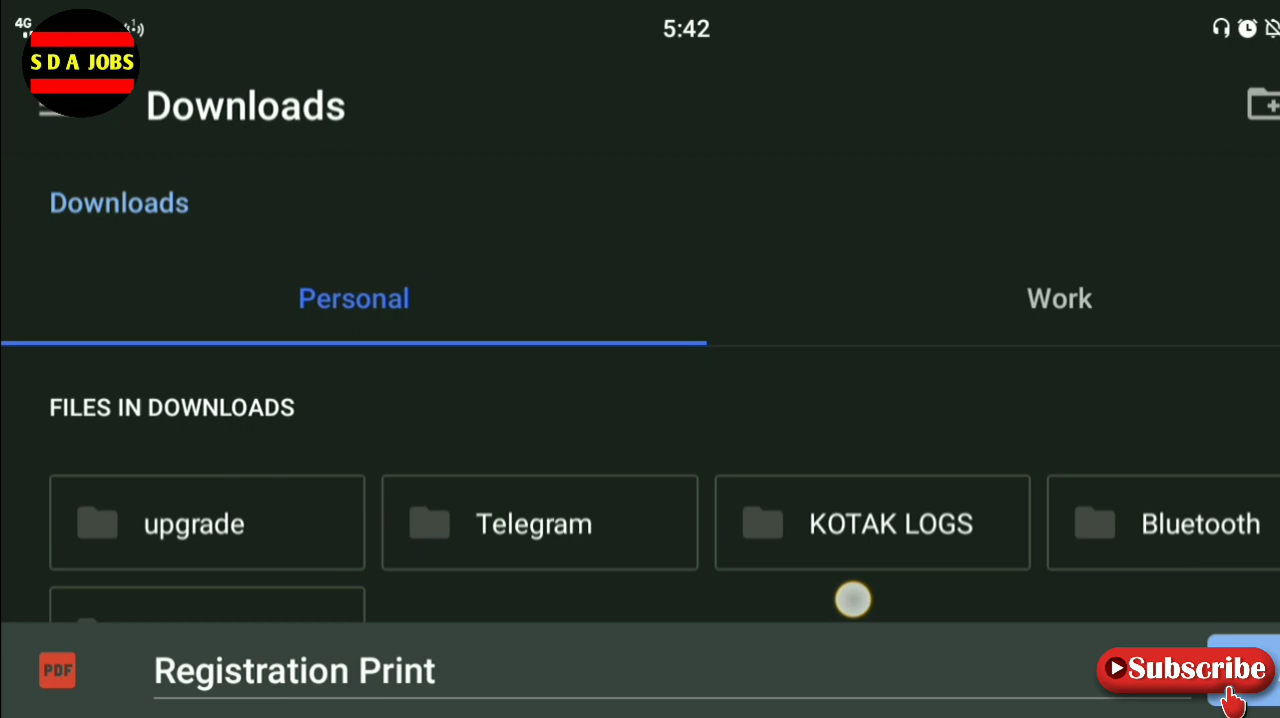 4G
5:42
S D A JOBS
Downloads
Downloads
Personal
Work
FILES IN DOWNLOADS
upgrade
Telegram
KOTAK LOGS
Bluetooth
PDF
Registration Print
Subscribe